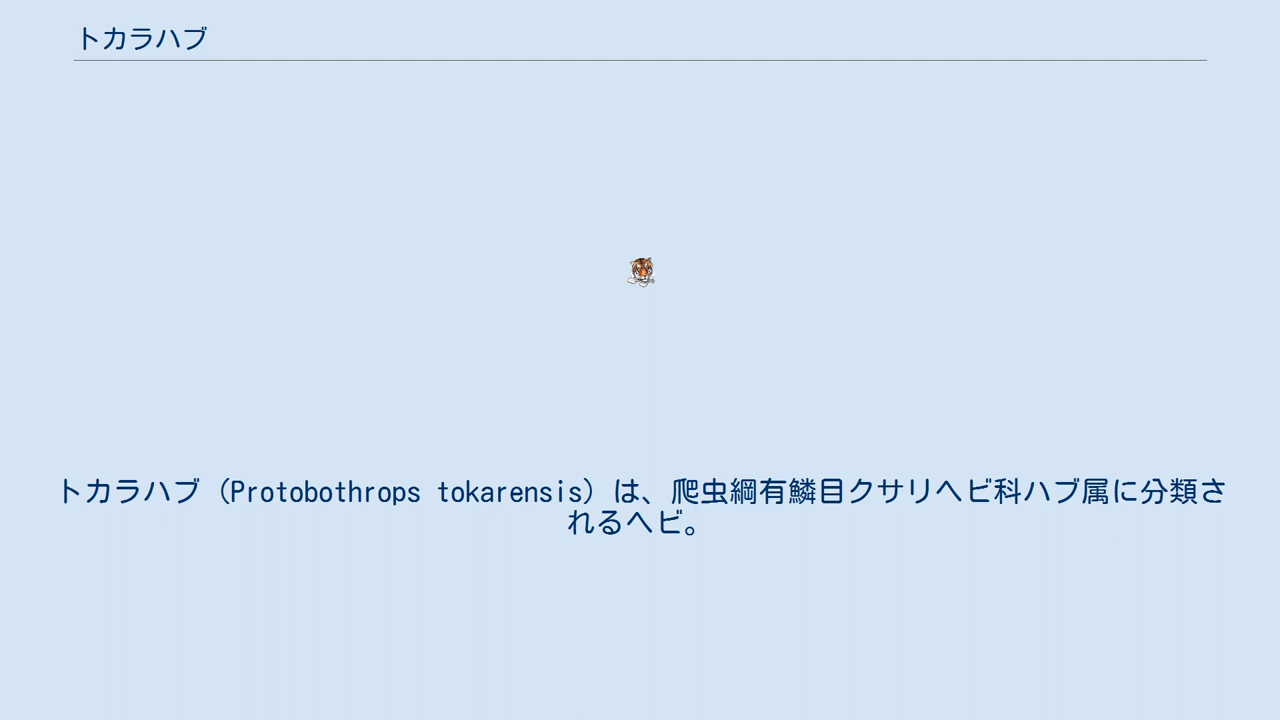 トカラハブ
トカラハブ（Protobothrops tokarensis）は、爬虫綱有鱗目クサリヘビ科ハブ属に分類さ
れるヘビ。